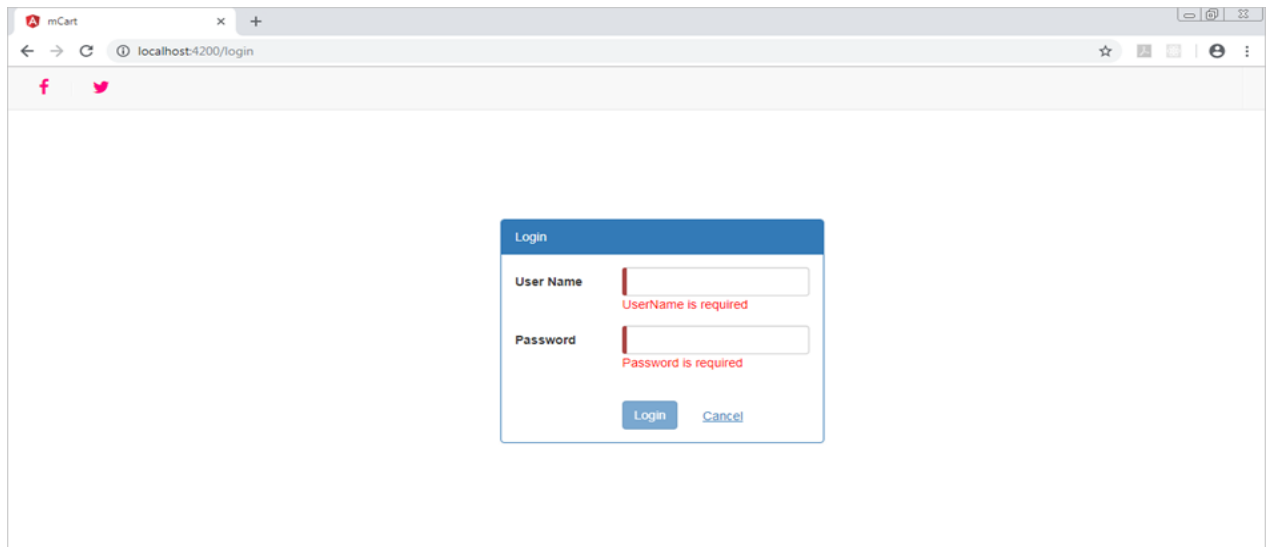 mCart
localhost:4200/login
Login
User Name
UserName is required
Password
Password is required
Login Cancel